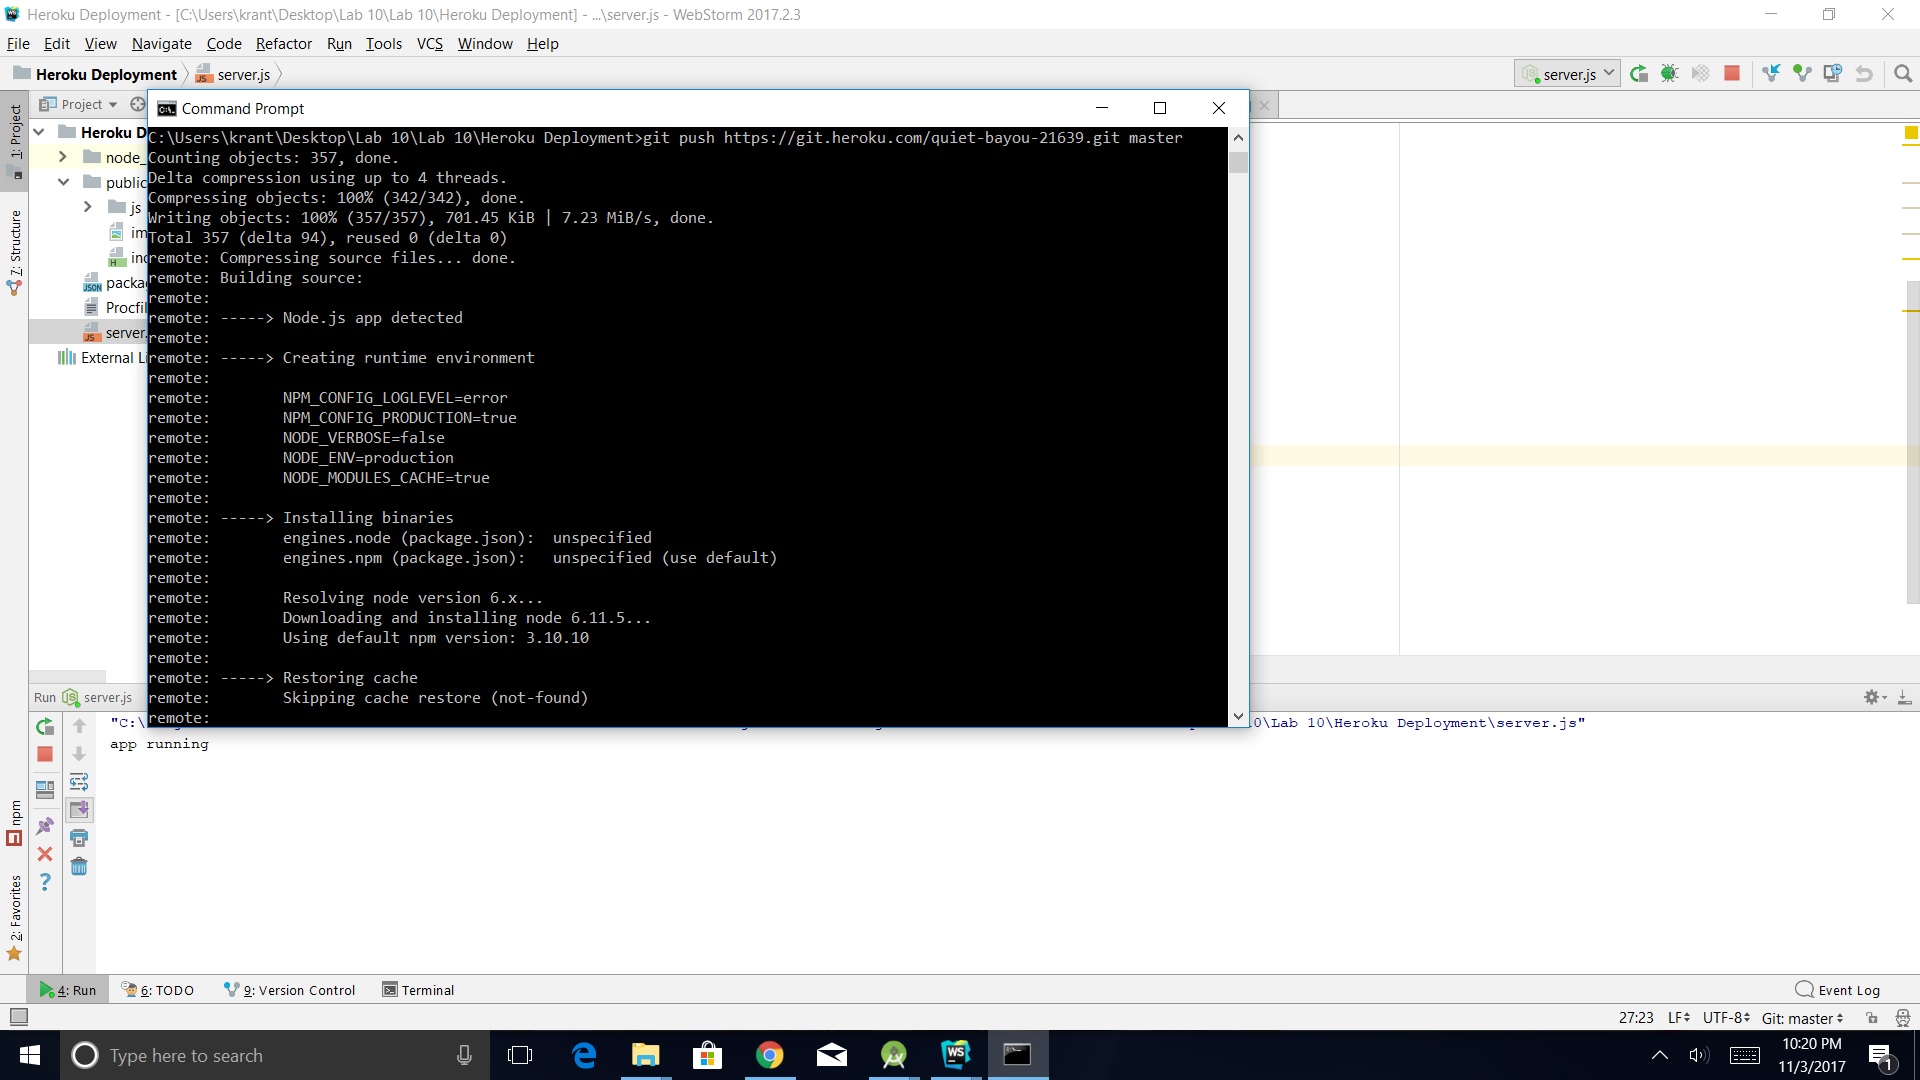 Heroku Deployment - [C:\Users\krant\Desktop\Lab 10\Lab 10\Heroku Deployment] - ...\server.js - WebStorm 2017.2.3
File Edit View Navigate Code Refactor Run Tools VCS Window Help
Heroku Deployment server.js
server.js
1: Project
Project
Command Prompt
Heroku D
node_
public
js
im
ind
packa
Procfil
server.
External Li
7: Structure
C:\Users\krant\Desktop\Lab 10\Lab 10\Heroku Deployment>git push https://git.heroku.com/quiet-bayou-21639.git master
Counting objects: 357, done.
Delta compression using up to 4 threads.
Compressing objects: 100% (342/342), done.
Writing objects: 100% (357/357), 701.45 KiB | 7.23 MiB/s, done.
Total 357 (delta 94), reused 0 (delta 0)
remote: Compressing source files... done.
remote: Building source:
remote:
remote: -----> Node.js app detected
remote:
remote: -----> Creating runtime environment
remote:
remote:        NPM_CONFIG_LOGLEVEL=error
remote:        NPM_CONFIG_PRODUCTION=true
remote:        NODE_VERBOSE=false
remote:        NODE_ENV=production
remote:        NODE_MODULES_CACHE=true
remote:
remote: -----> Installing binaries
remote:        engines.node (package.json):  unspecified
remote:        engines.npm (package.json):   unspecified (use default)
remote:
remote:        Resolving node version 6.x...
remote:        Downloading and installing node 6.11.5...
remote:        Using default npm version: 3.10.10
remote:
remote: -----> Restoring cache
remote:        Skipping cache restore (not-found)
remote:
Run server.js
"C:\
0\Lab 10\Heroku Deployment\server.js"
app running
npm
2: Favorites
4: Run 6: TODO 9: Version Control Terminal Event Log
27:23 LF UTF-8 Git: master
Type here to search
10:20 PM
11/3/2017
1